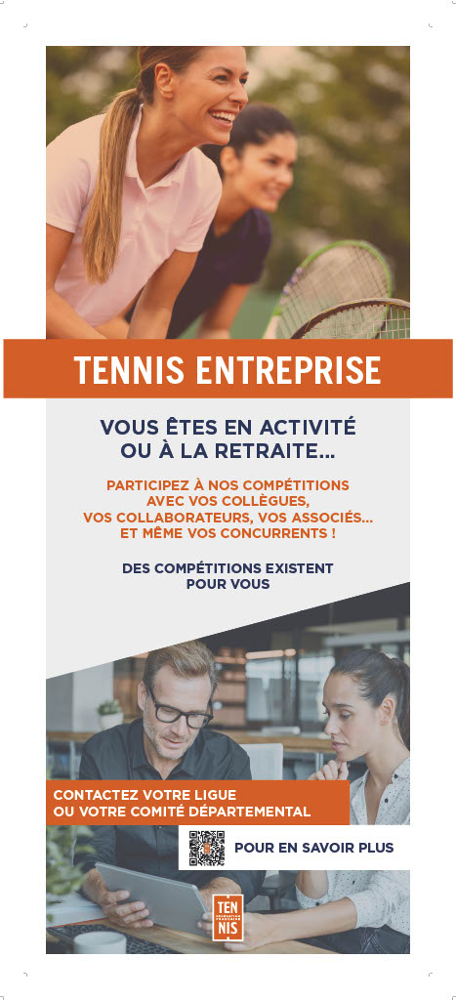 TENNIS ENTREPRISE
VOUS ÊTES EN ACTIVITÉ
OU À LA RETRAITE...
PARTICIPEZ À NOS COMPÉTITIONS
AVEC VOS COLLÈGUES,
VOS COLLABORATEURS, VOS ASSOCIÉS...
ET MÊME VOS CONCURRENTS !
DES COMPÉTITIONS EXISTENT
POUR VOUS
CONTACTEZ VOTRE LIGUE
OU VOTRE COMITÉ DÉPARTEMENTAL
POUR EN SAVOIR PLUS
TEN
FÉDÉRATION
FRANÇAISE
NIS